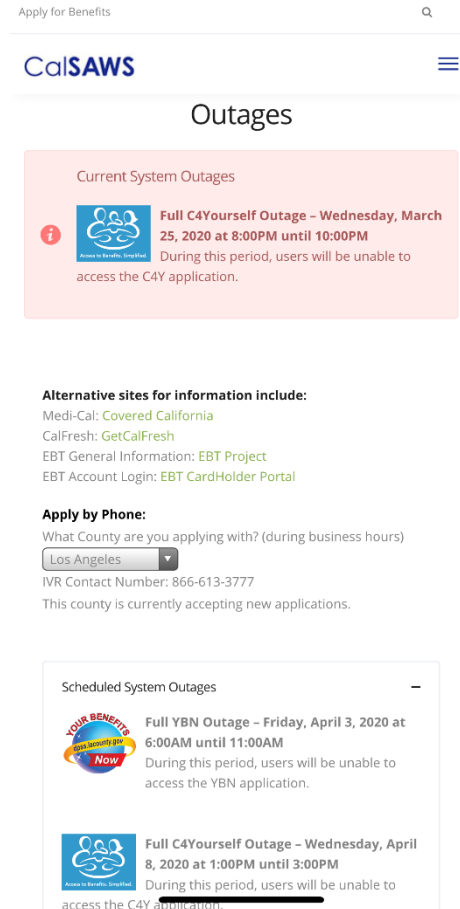 Apply for Benefits
CalSAWS
Outages
Current System Outages
Access to Benefits. Simplified.
Full C4Yourself Outage – Wednesday, March
25, 2020 at 8:00PM until 10:00PM
During this period, users will be unable to
access the C4Y application.
Alternative sites for information include:
Medi-Cal: Covered California
CalFresh: GetCalFresh
EBT General Information: EBT Project
EBT Account Login: EBT CardHolder Portal
Apply by Phone:
What County are you applying with? (during business hours)
Los Angeles
IVR Contact Number: 866-613-3777
This county is currently accepting new applications.
Scheduled System Outages
YOUR BENEFITS
dpss.lacounty.gov
Now
Full YBN Outage – Friday, April 3, 2020 at
6:00AM until 11:00AM
During this period, users will be unable to
access the YBN application.
Access to Benefits. Simplified.
Full C4Yourself Outage – Wednesday, April
8, 2020 at 1:00PM until 3:00PM
During this period, users will be unable to
access the C4Y application.